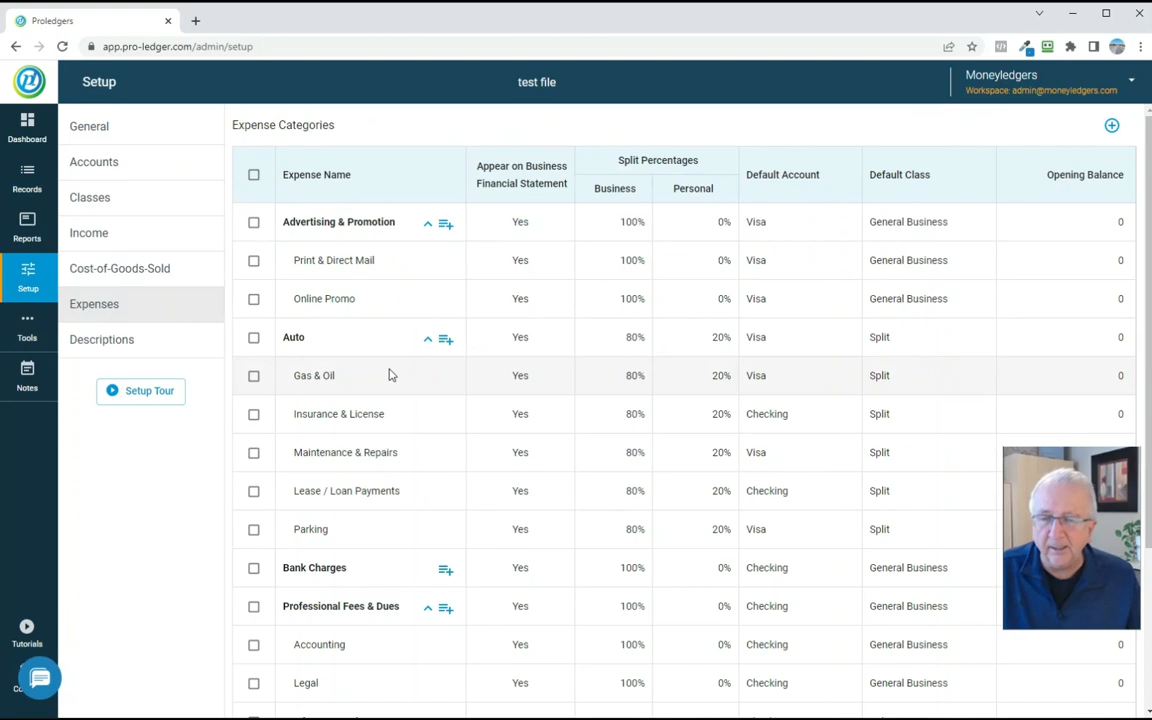 Proledgers
app.pro-ledger.com/admin/setup
Setup
test file
Moneyledgers
Workspace: admin@moneyledgers.com
Dashboard
Records
Reports
Setup
Tools
Notes
Tutorials
General
Accounts
Classes
Income
Cost-of-Goods-Sold
Expenses
Descriptions
Setup Tour
Expense Categories
Expense Name
Appear on Business
Financial Statement
Split Percentages
Business
Personal
Default Account
Default Class
Opening Balance
Advertising & Promotion Yes 100% 0% Visa General Business 0
Print & Direct Mail Yes 100% 0% Visa General Business 0
Online Promo Yes 100% 0% Visa General Business 0
Auto Yes 80% 20% Visa Split 0
Gas & Oil Yes 80% 20% Visa Split 0
Insurance & License Yes 80% 20% Checking Split 0
Maintenance & Repairs Yes 80% 20% Visa Split
Lease / Loan Payments Yes 80% 20% Checking Split
Parking Yes 80% 20% Visa Split
Bank Charges Yes 100% 0% Checking General Business
Professional Fees & Dues Yes 100% 0% Checking General Business
Accounting Yes 100% 0% Checking General Business 0
Legal Yes 100% 0% Checking General Business 0